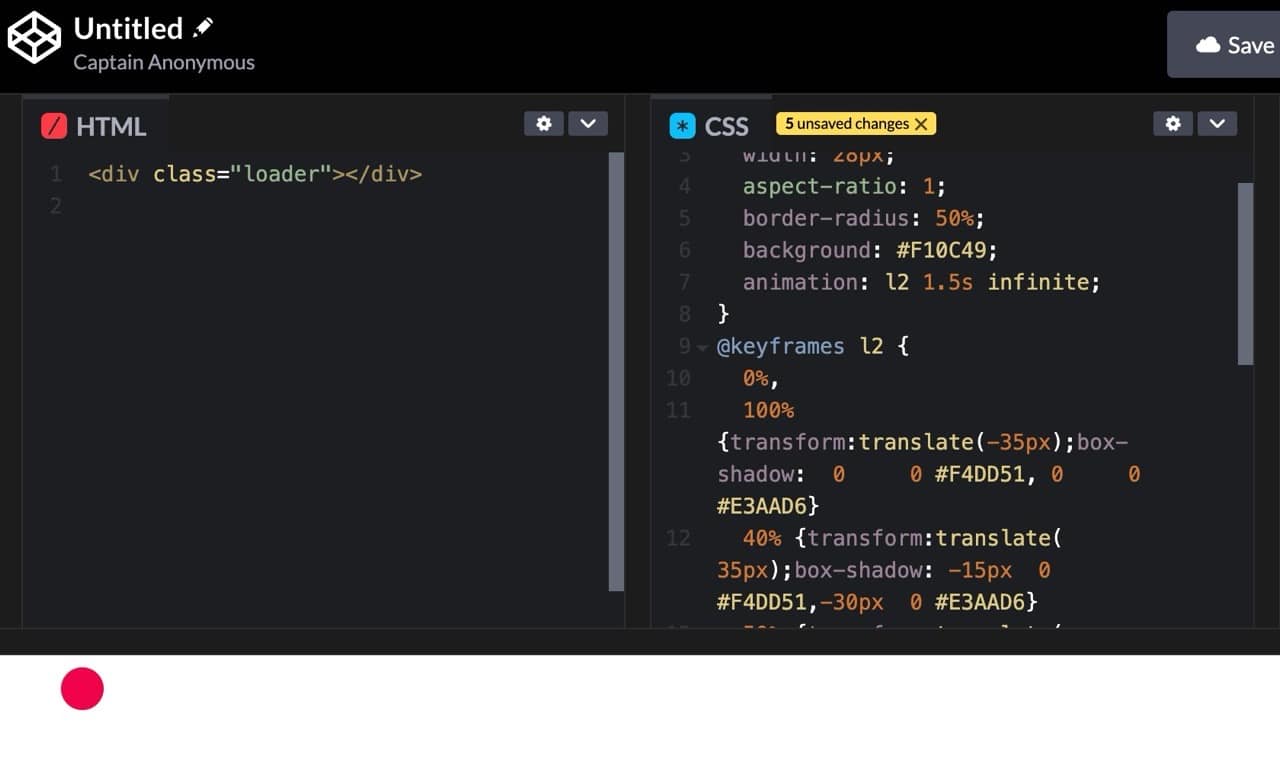 Untitled
Captain Anonymous
Save
HTML
1 <div class="loader"></div>
2
CSS
5 unsaved changes
3 width: 28px;
4 aspect-ratio: 1;
5 border-radius: 50%;
6 background: #F10C49;
7 animation: l2 1.5s infinite;
8 }
9 @keyframes l2 {
10 0%,
11 100%
{transform:translate(-35px);box-
shadow:  0     0 #F4DD51, 0     0
#E3AAD6}
12 40% {transform:translate(
35px);box-shadow: -15px  0
#F4DD51,-30px  0 #E3AAD6}